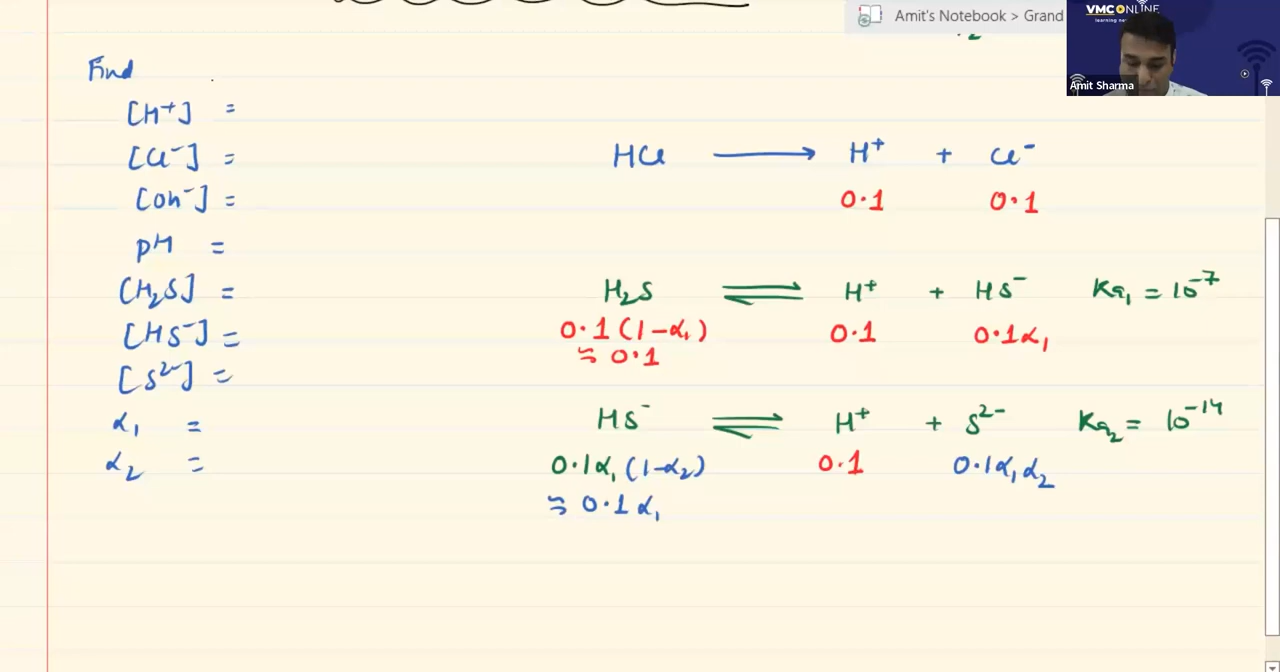 Amit's Notebook > Grand
VMC ONLINE
Amit Sharma
Find
[H⁺] =
[Cl⁻] =
[OH⁻] =
pH =
[H₂S] =
[HS⁻] =
[S²⁻] =
α₁ =
α₂ =
HCl ⟶ H⁺ + Cl⁻
0.1 0.1
H₂S ⇌ H⁺ + HS⁻ Ka₁ = 10⁻⁷
0.1(1-α₁) 0.1 0.1α₁
≈ 0.1
HS⁻ ⇌ H⁺ + S²⁻ Ka₂ = 10⁻¹⁴
0.1α₁(1-α₂) 0.1 0.1α₁α₂
≈ 0.1α₁